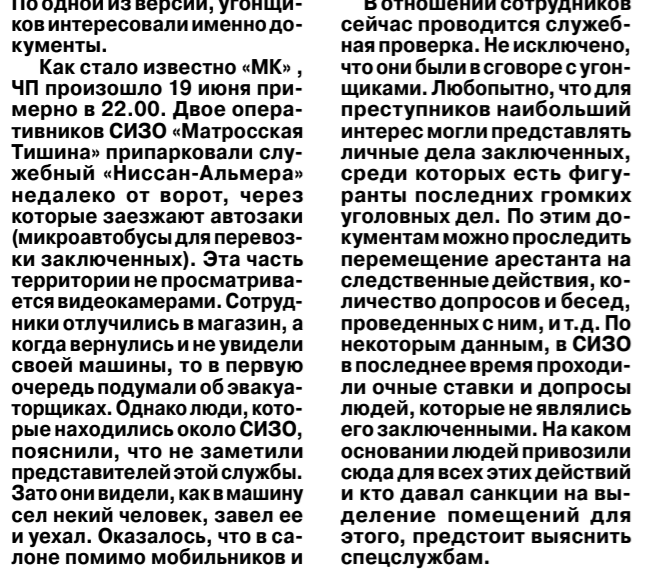 По одной из версий, угонщи-
ков интересовали именно до-
кументы.
Как стало известно «МК» ,
ЧП произошло 19 июня при-
мерно в 22.00. Двое опера-
тивников СИЗО «Матросская
Тишина» припарковали слу-
жебный «Ниссан-Альмера»
недалеко от ворот, через
которые заезжают автозаки
(микроавтобусы для перевоз-
ки заключенных). Эта часть
территории не просматрива-
ется видеокамерами. Сотруд-
ники отлучились в магазин, а
когда вернулись и не увидели
своей машины, то в первую
очередь подумали об эвакуа-
торщиках. Однако люди, кото-
рые находились около СИЗО,
пояснили, что не заметили
представителей этой службы.
Зато они видели, как в машину
сел некий человек, завел ее
и уехал. Оказалось, что в са-
лоне помимо мобильников и
В отношении сотрудников
сейчас проводится служеб-
ная проверка. Не исключено,
что они были в сговоре с угон-
щиками. Любопытно, что для
преступников наибольший
интерес могли представлять
личные дела заключенных,
среди которых есть фигу-
ранты последних громких
уголовных дел. По этим до-
кументам можно проследить
перемещение арестанта на
следственные действия, ко-
личество допросов и бесед,
проведенных с ним, и т. д. По
некоторым данным, в СИЗО
в последнее время проходи-
ли очные ставки и допросы
людей, которые не являлись
его заключенными. На каком
основании людей привозили
сюда для всех этих действий
и кто давал санкции на вы-
деление помещений для
этого, предстоит выяснить
спецслужбам.